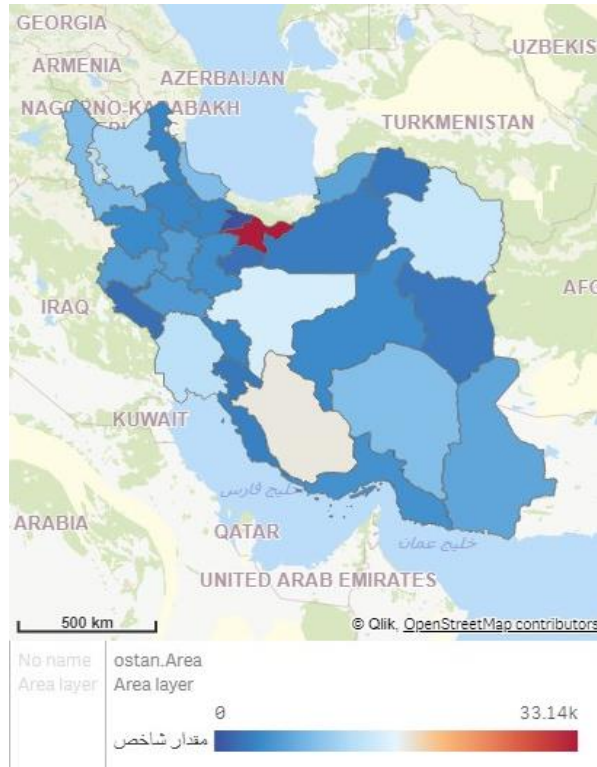 GEORGIA
UZBEKIS
ARMENIA
AZERBAIJAN
NAGORNO-KARABAKH
TURKMENISTAN
AFG
IRAQ
KUWAIT
خلیج فارس
ARABIA
QATAR
خلیج عمان
UNITED ARAB EMIRATES
500 km
© Qlik, OpenStreetMap contributors
No name ostan.Area
Area layer Area layer
0 33.14k
مقدار شاخص